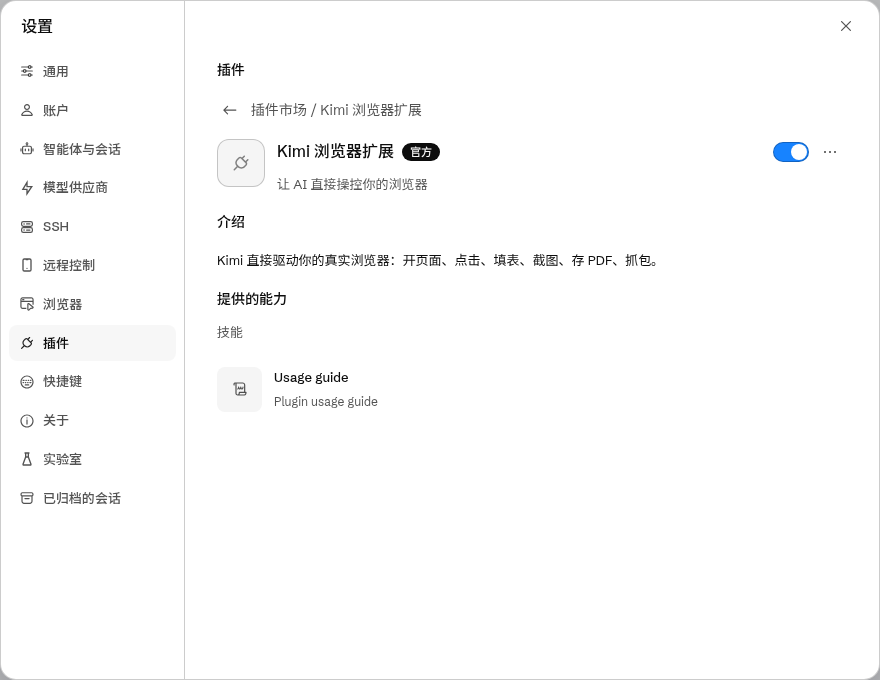 设置
通用
账户
智能体与会话
模型供应商
SSH
远程控制
浏览器
插件
快捷键
关于
实验室
已归档的会话
插件
插件市场 / Kimi 浏览器扩展
Kimi 浏览器扩展 官方
让 AI 直接操控你的浏览器
介绍
Kimi 直接驱动你的真实浏览器：开页面、点击、填表、截图、存 PDF、抓包。
提供的能力
技能
Usage guide
Plugin usage guide